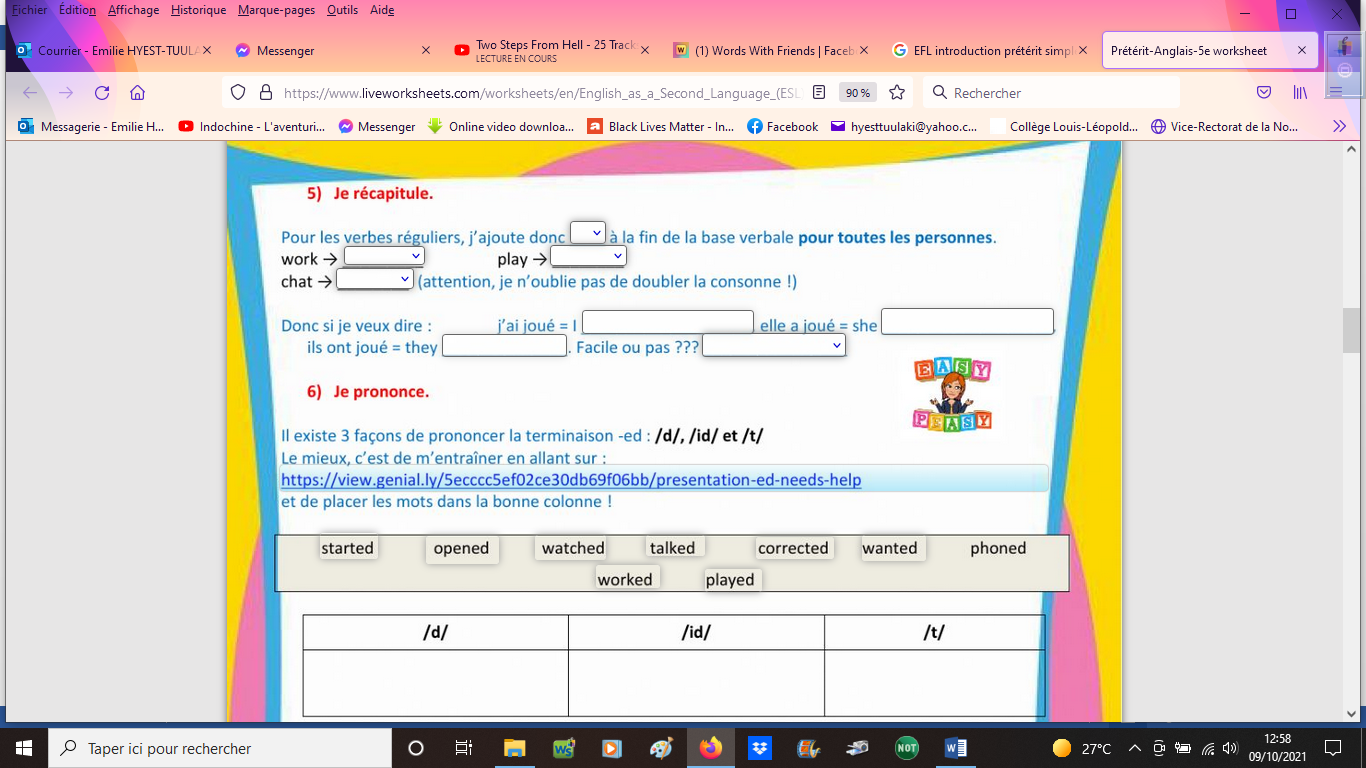 Fichier Édition Affichage Historique Marque-pages Outils Aide
Courrier - Emilie HYEST-TUULA
Messenger
Two Steps From Hell - 25 Track
LECTURE EN COURS
(1) Words With Friends | Faceb
EFL introduction prétérit simpl
Prétérit-Anglais-5e worksheet
https://www.liveworksheets.com/worksheets/en/English_as_a_Second_Language_(ESL
90 %
Rechercher
Messagerie - Emilie H...
Indochine - L'aventuri...
Messenger
Online video downloa...
Black Lives Matter - In...
Facebook
hyesttuulaki@yahoo.c...
Collège Louis-Léopold...
Vice-Rectorat de la No...
5) Je récapitule.
Pour les verbes réguliers, j'ajoute donc à la fin de la base verbale pour toutes les personnes.
work → play →
chat → (attention, je n'oublie pas de doubler la consonne !)
Donc si je veux dire : j'ai joué = I elle a joué = she ,
ils ont joué = they . Facile ou pas ???
EASY
PEASY
6) Je prononce.
Il existe 3 façons de prononcer la terminaison -ed : /d/, /id/ et /t/
Le mieux, c'est de m'entraîner en allant sur :
https://view.genial.ly/5ecccc5ef02ce30db69f06bb/presentation-ed-needs-help
et de placer les mots dans la bonne colonne !
started opened watched talked corrected wanted phoned
worked played
/d/ /id/ /t/
Taper ici pour rechercher
NOT
27°C
12:58
09/10/2021